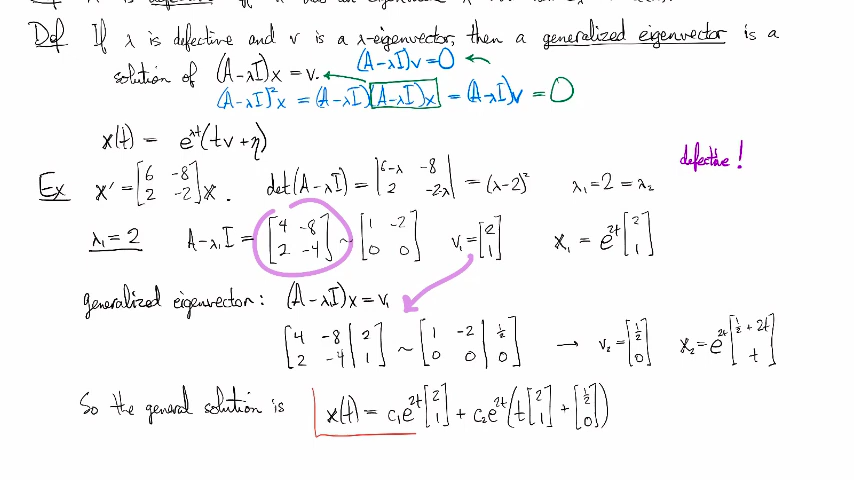 Def If λ is defective and v is a λ-eigenvector, then a generalized eigenvector is a
solution of (A-λI)x = v. (A-λI)v = 0
(A-λI)²x = (A-λI)(A-λI)x = (A-λI)v = 0
x(t) = e^{λt}(tv+η)
defective!
Ex x' = [6 -8; 2 -2]x. det(A-λI) = |6-λ -8; 2 -2-λ| = (λ-2)² λ₁=2=λ₂
λ₁=2 A-λ₁I = [4 -8; 2 -4] ~ [1 -2; 0 0] v₁=[2; 1] x₁ = e^{2t}[2; 1]
generalized eigenvector: (A-λI)x = v₁
[4 -8 | 2; 2 -4 | 1] ~ [1 -2 | 1/2; 0 0 | 0] → v₂=[1/2; 0] x₂=e^{2t}[1/2+2t; t]
So the general solution is x(t) = c₁e^{2t}[2; 1] + c₂e^{2t}(t[2; 1] + [1/2; 0])